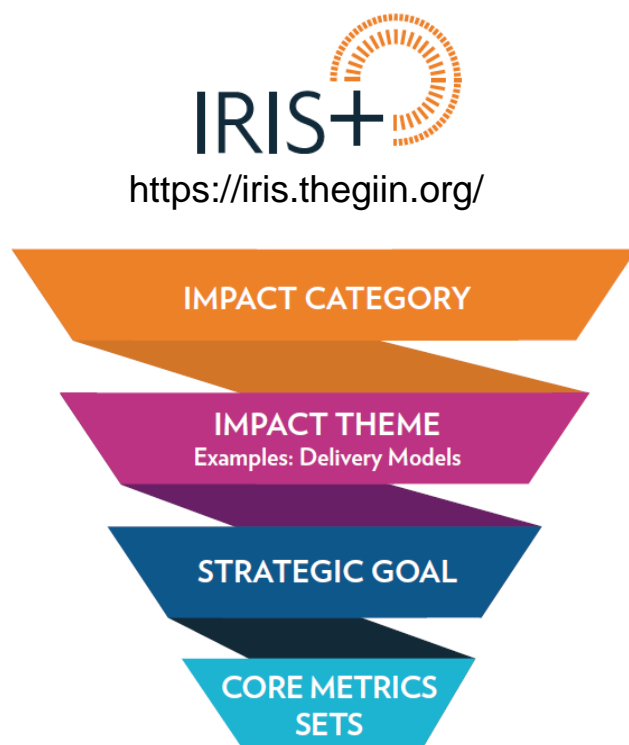 IRIS+
https://iris.thegiin.org/
IMPACT CATEGORY
IMPACT THEME
Examples: Delivery Models
STRATEGIC GOAL
CORE METRICS
SETS